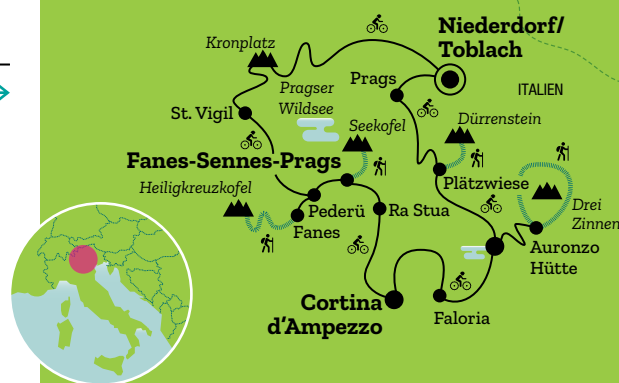 Niederdorf/
Toblach
Kronplatz
Prags
ITALIEN
Pragser
Wildsee
St. Vigil
Seekofel
Dürrenstein
Fanes-Sennes-Prags
Heiligkreuzkofel
Plätzwiese
Pederü
Ra Stua
Drei
Zinnen
Fanes
Auronzo
Hütte
Cortina
d'Ampezzo
Faloria